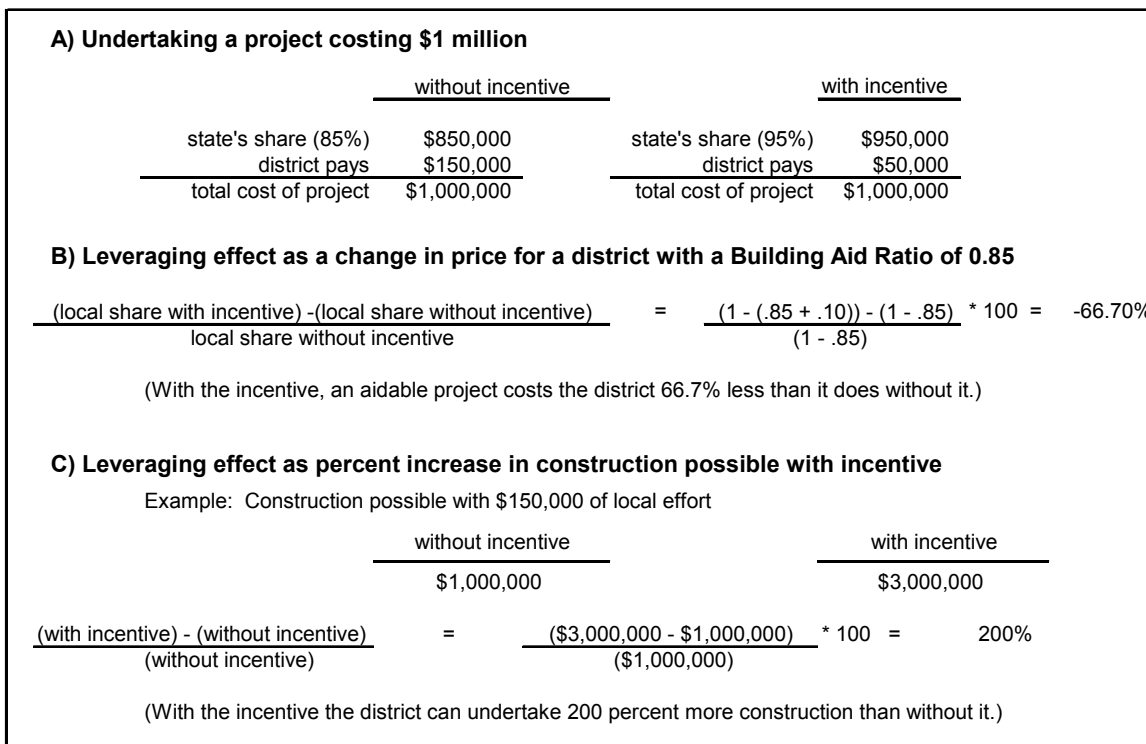 A) Undertaking a project costing $1 million
without incentive with incentive
state's share (85%) $850,000 state's share (95%) $950,000
district pays $150,000 district pays $50,000
total cost of project $1,000,000 total cost of project $1,000,000
B) Leveraging effect as a change in price for a district with a Building Aid Ratio of 0.85
(local share with incentive) -(local share without incentive) = (1 - (.85 + .10)) - (1 - .85) * 100 = -66.70%
local share without incentive (1 - .85)
(With the incentive, an aidable project costs the district 66.7% less than it does without it.)
C) Leveraging effect as percent increase in construction possible with incentive
Example: Construction possible with $150,000 of local effort
without incentive with incentive
$1,000,000 $3,000,000
(with incentive) - (without incentive) = ($3,000,000 - $1,000,000) * 100 = 200%
(without incentive) ($1,000,000)
(With the incentive the district can undertake 200 percent more construction than without it.)